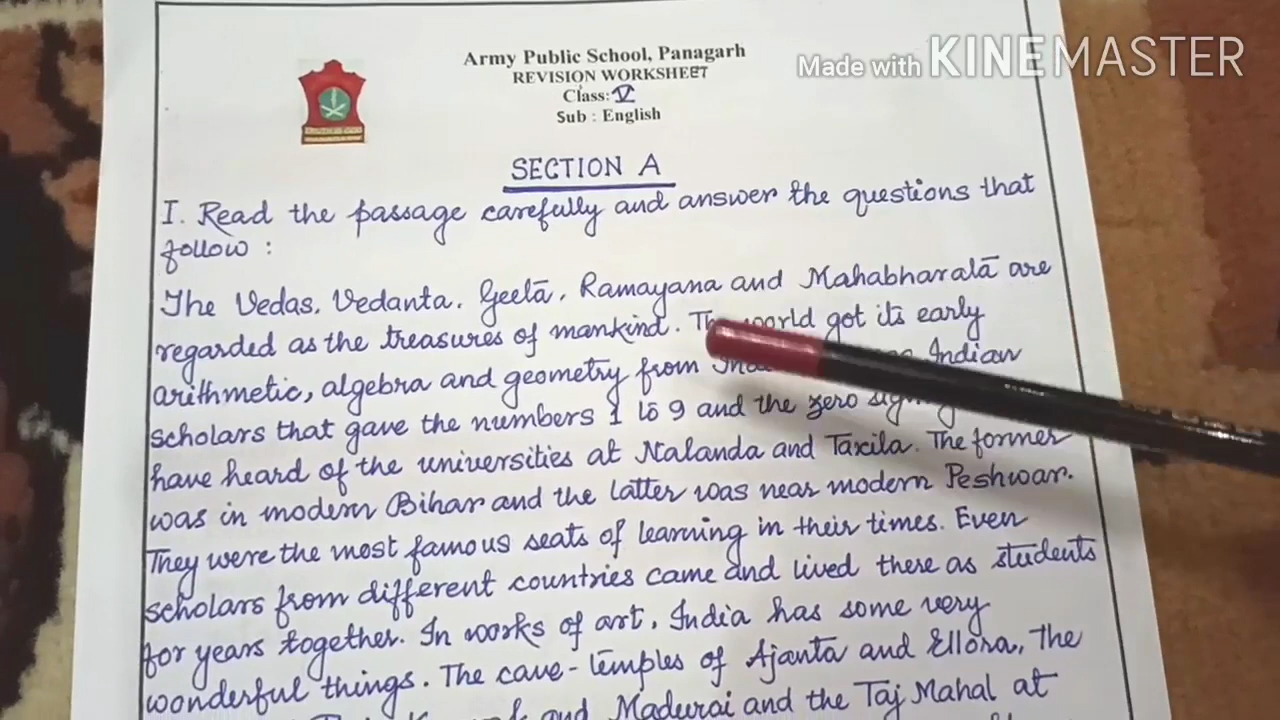 Army Public School, Panagarh
Made with KINEMASTER
REVISION WORKSHEET
Class: V
Sub : English
SECTION A
I. Read the passage carefully and answer the questions that
follow :
The Vedas, Vedanta, Geetā, Ramayana and Mahabharatā are
regarded as the treasures of mankind. world got its early
arithmetic, algebra and geometry from Indian
scholars that gave the numbers 1 to 9 and the zero
have heard of the universities at Nalanda and Taxila. The former
was in modern Bihar and the latter was near modern Peshwar.
They were the most famous seats of learning in their times. Even
scholars from different countries came and lived there as students
for years together. In works of art, India has some very
wonderful things. The cave-temples of Ajanta and Ellora, The
and Madurai and the Taj Mahal at